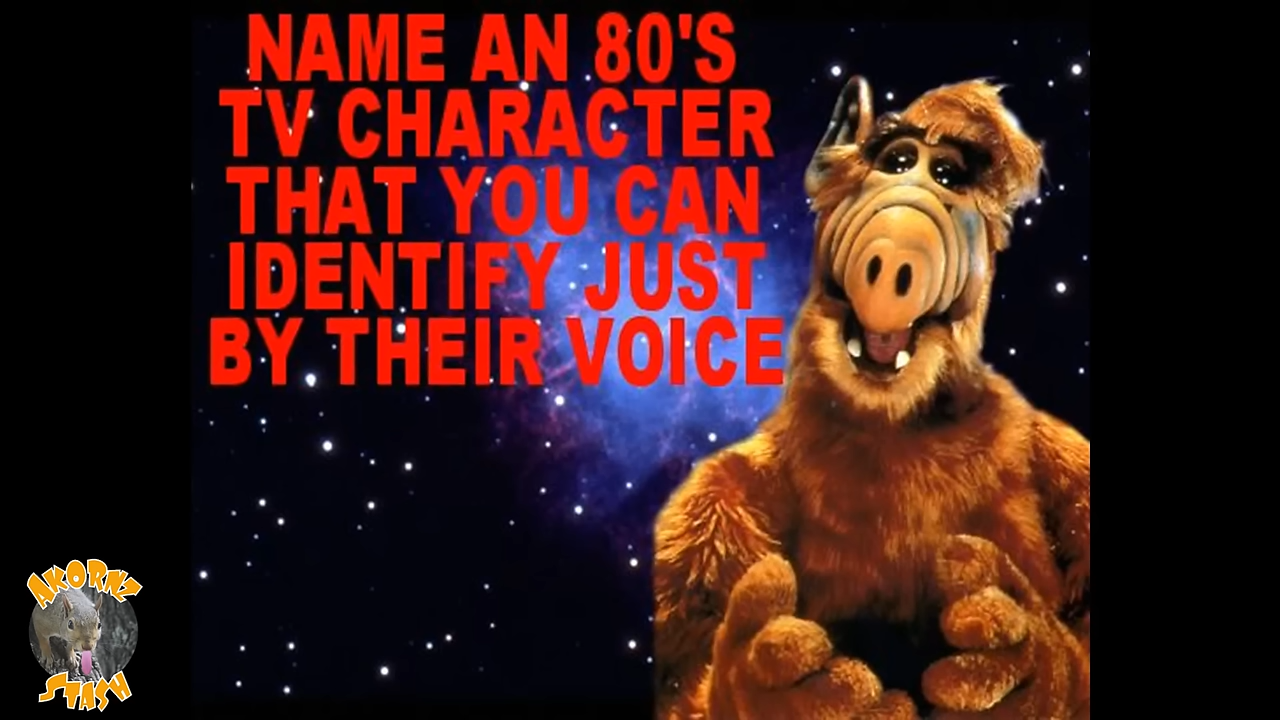 NAME AN 80'S
TV CHARACTER
THAT YOU CAN
IDENTIFY JUST
BY THEIR VOICE
AKORNZ
STASH